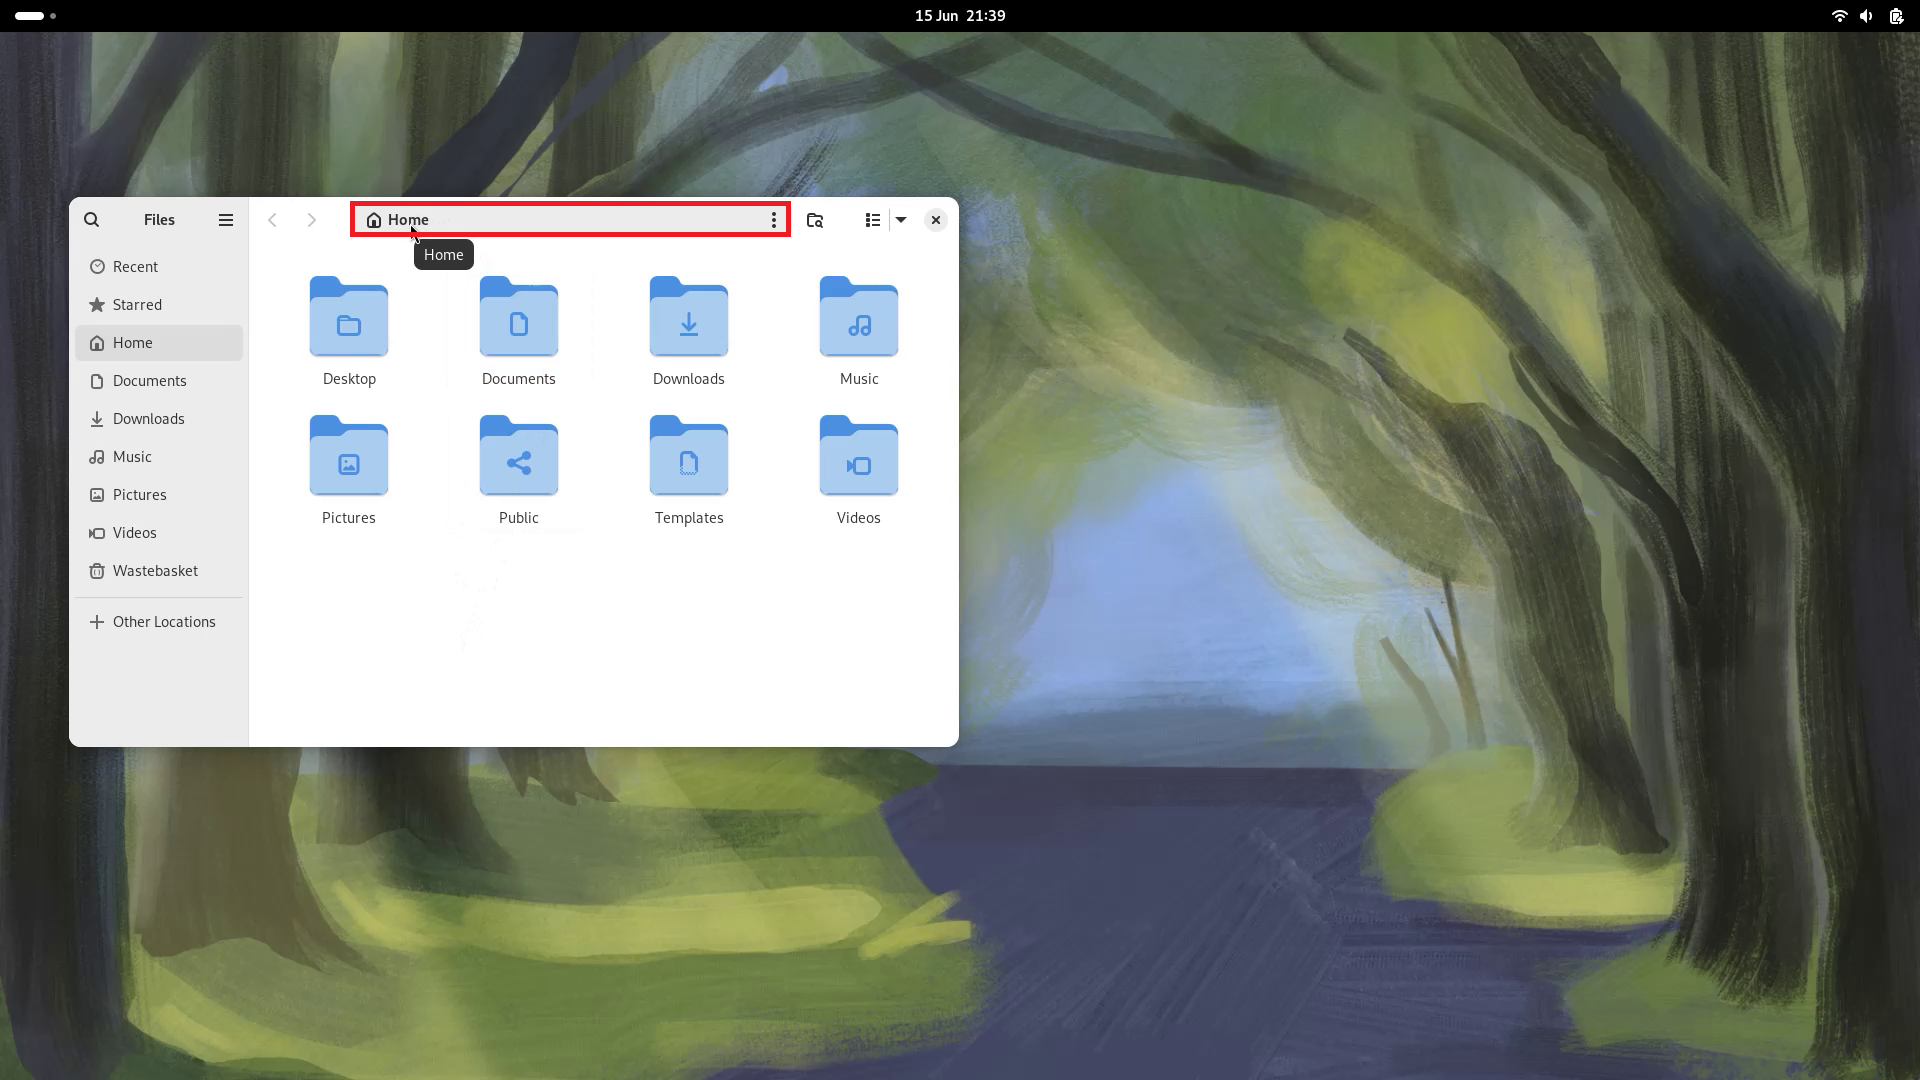 15 Jun 21:39
Files
Home
Home
Recent
Starred
Home
Documents
Downloads
Music
Pictures
Videos
Wastebasket
Other Locations
Desktop
Documents
Downloads
Music
Pictures
Public
Templates
Videos